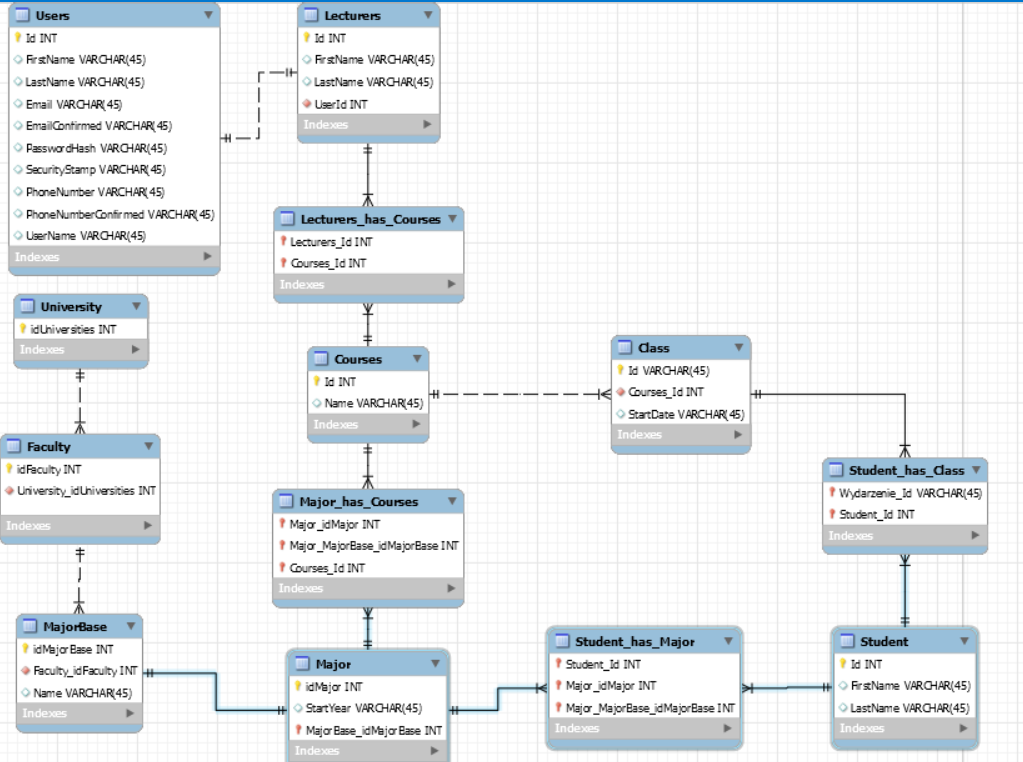 Users
Id INT
FirstName VARCHAR(45)
LastName VARCHAR(45)
Email VARCHAR(45)
EmailConfirmed VARCHAR(45)
PasswordHash VARCHAR(45)
SecurityStamp VARCHAR(45)
PhoneNumber VARCHAR(45)
PhoneNumberConfirmed VARCHAR(45)
UserName VARCHAR(45)
Indexes
Lecturers
Id INT
FirstName VARCHAR(45)
LastName VARCHAR(45)
UserId INT
Indexes
Lecturers_has_Courses
Lecturers_Id INT
Courses_Id INT
Indexes
University
idUniversities INT
Indexes
Courses
Id INT
Name VARCHAR(45)
Indexes
Class
Id VARCHAR(45)
Courses_Id INT
StartDate VARCHAR(45)
Indexes
Faculty
idFaculty INT
University_idUniversities INT
Indexes
Major_has_Courses
Major_idMajor INT
Major_MajorBase_idMajorBase INT
Courses_Id INT
Indexes
Student_has_Class
Wydarzenie_Id VARCHAR(45)
Student_Id INT
Indexes
MajorBase
idMajorBase INT
Faculty_idFaculty INT
Name VARCHAR(45)
Indexes
Major
idMajor INT
StartYear VARCHAR(45)
MajorBase_idMajorBase INT
Indexes
Student_has_Major
Student_Id INT
Major_idMajor INT
Major_MajorBase_idMajorBase INT
Indexes
Student
Id INT
FirstName VARCHAR(45)
LastName VARCHAR(45)
Indexes